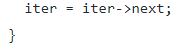 iter = iter->next;
}